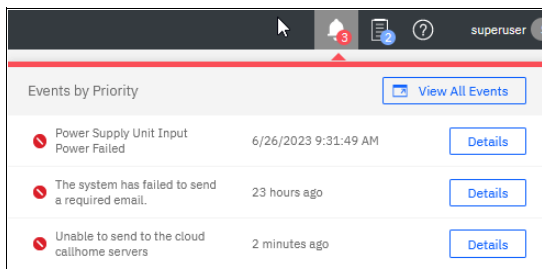 3
2
?
superuser
Events by Priority
View All Events
Power Supply Unit Input
Power Failed
6/26/2023 9:31:49 AM
Details
The system has failed to send
a required email.
23 hours ago
Details
Unable to send to the cloud
callhome servers
2 minutes ago
Details